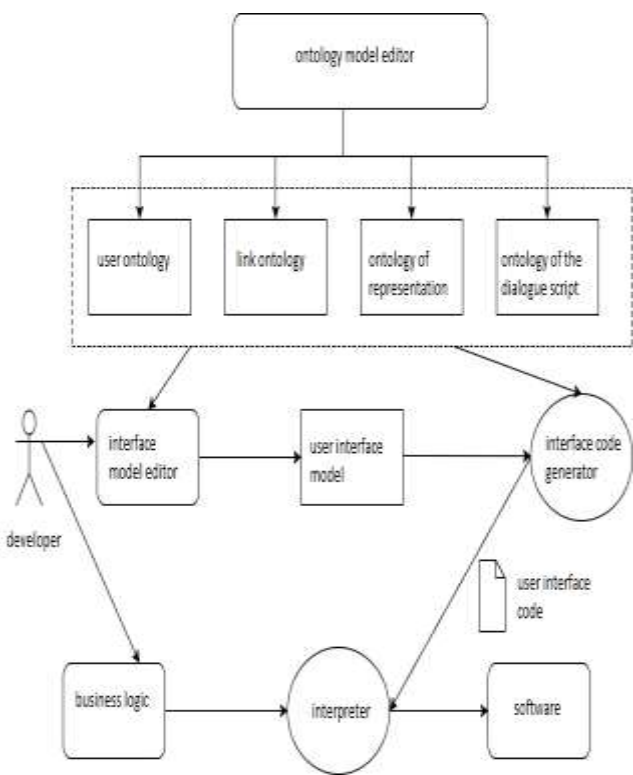 ontology model editor
user ontology
link ontology
ontology of
representation
ontology of the
dialogue script
interface
model editor
user interface
model
interface code
generator
developer
user interface
code
business logic
interpreter
software